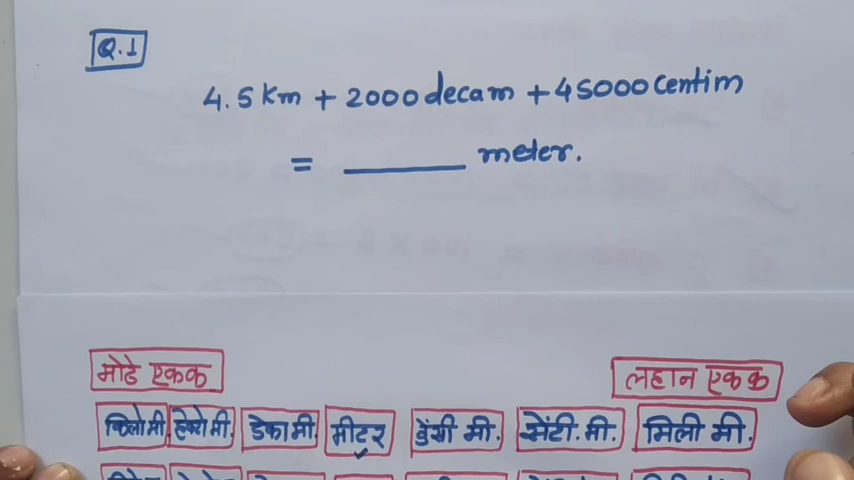 Q.1
4.5 Km + 2000 decam + 45000 Centim
= ______ meter.
मोठे एकक लहान एकक
किलो मी. हेक्टो मी. डेका मी. मीटर डेसी मी. सेंटी. मी. मिली मी.